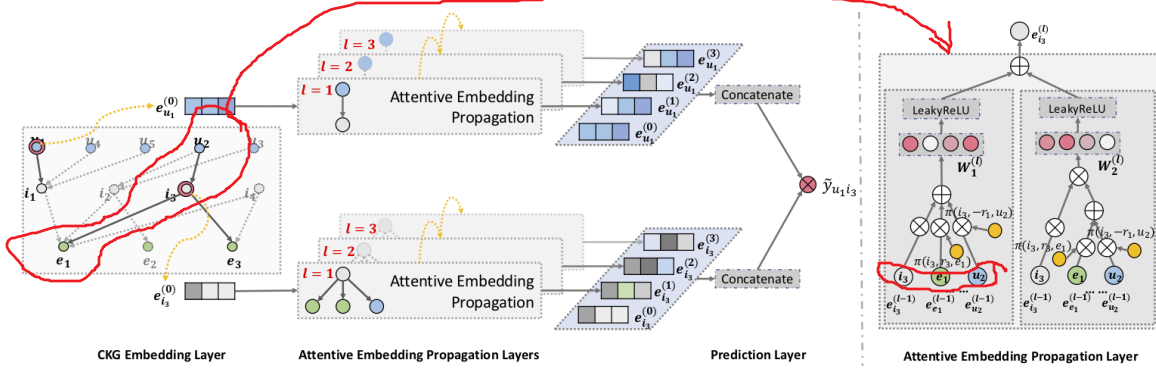 e_{u_1}^{(0)}
l = 3
l = 2
l = 1
Attentive Embedding
Propagation
e_{u_1}^{(3)}
e_{u_1}^{(2)}
e_{u_1}^{(1)}
e_{u_1}^{(0)}
Concatenate
u_4 u_5 u_2 u_3
i_1 i_2 i_3 i_4
e_1 e_2 e_3
e_{i_3}^{(0)}
l = 3
l = 2
l = 1
Attentive Embedding
Propagation
e_{i_3}^{(3)}
e_{i_3}^{(2)}
e_{i_3}^{(1)}
e_{i_3}^{(0)}
Concatenate
ỹ_{u_1 i_3}
CKG Embedding Layer
Attentive Embedding Propagation Layers
Prediction Layer
e_{i_3}^{(l)}
LeakyReLU
W_1^{(l)}
π(i_3, −r_1, u_2)
π(i_3, r_3, e_1)
i_3 e_1 u_2
... ...
e_{i_3}^{(l−1)} e_{e_1}^{(l−1)} e_{u_2}^{(l−1)}
LeakyReLU
W_2^{(l)}
π(i_3, −r_1, u_2)
π(i_3, r_3, e_1)
i_3 e_1 u_2
... ...
e_{i_3}^{(l−1)} e_{e_1}^{(l−1)} e_{u_2}^{(l−1)}
Attentive Embedding Propagation Layer